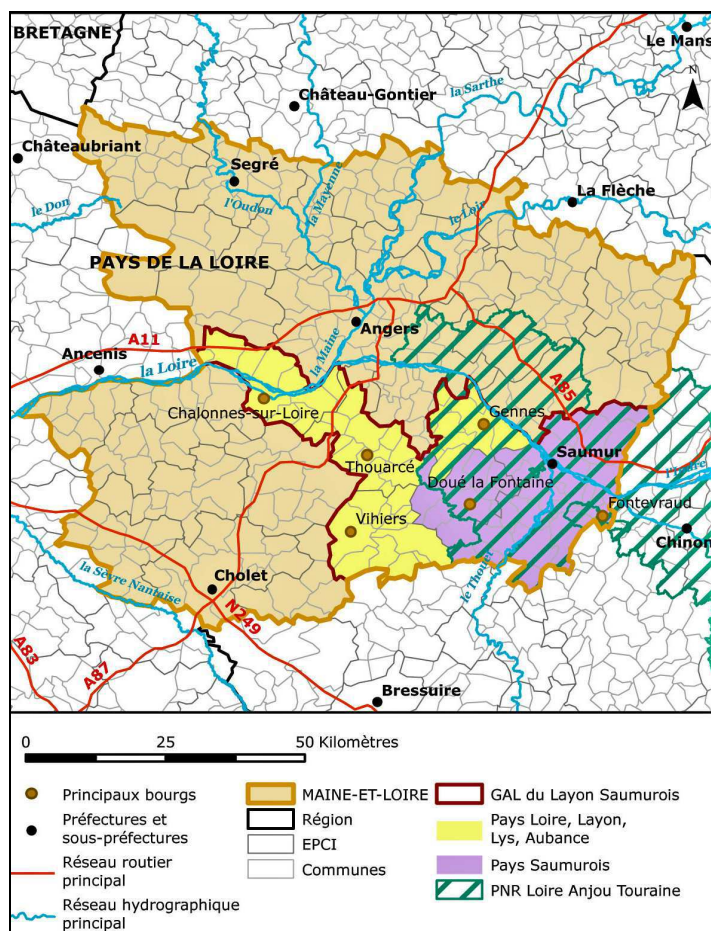 BRETAGNE
Le Mans
N
Château-Gontier
la Sarthe
Châteaubriant
Segré
la Mayenne
l'Oudon
La Flèche
le Don
le Loir
PAYS DE LA LOIRE
Angers
A11
la Maine
Ancenis
la Loire
A85
Chalonnes-sur-Loire
Gennes
Thouarcé
Saumur
Doué la Fontaine
Fontevraud
Vihiers
Chinon
la Sèvre Nantaise
Cholet
le Thouet
N249
A83
A87
Bressuire
0 25 50 Kilomètres
Principaux bourgs
Préfectures et
sous-préfectures
Réseau routier
principal
Réseau hydrographique
principal
MAINE-ET-LOIRE
Région
EPCI
Communes
GAL du Layon Saumurois
Pays Loire, Layon,
Lys, Aubance
Pays Saumurois
PNR Loire Anjou Touraine